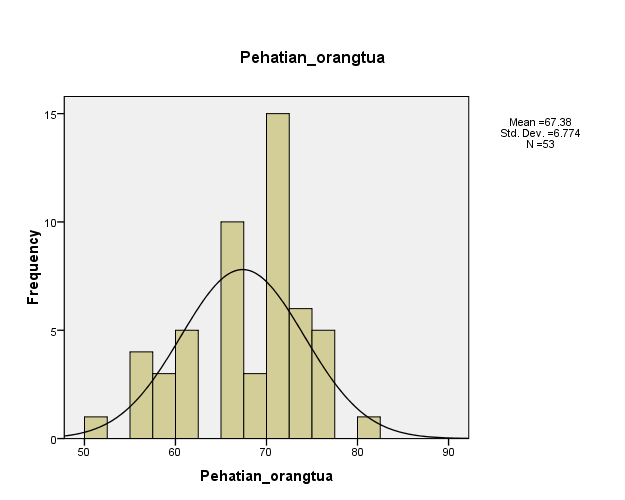 Pehatian_orangtua
Mean =67.38
Std. Dev. =6.774
N =53
15
10
5
0
Frequency
50 60 70 80 90
Pehatian_orangtua